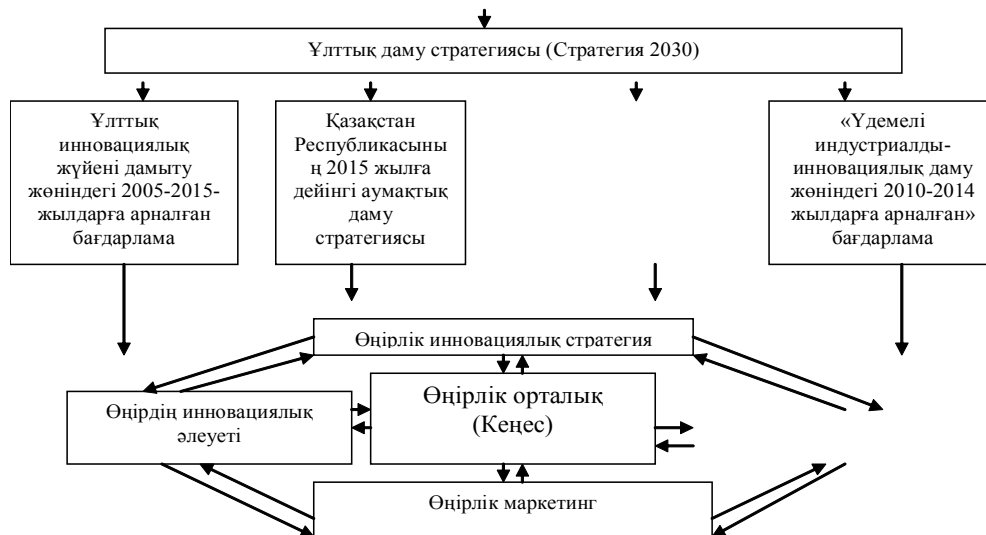 Ұлттық даму стратегиясы (Стратегия 2030)
Ұлттық
инновациялық
жүйені дамыту
жөніндегі 2005-2015-
жылдарға арналған
бағдарлама
Қазақстан
Республикасыны
ң 2015 жылға
дейінгі аумақтық
даму
стратегиясы
«Үдемелі
индустриалды-
инновациялық даму
жөніндегі 2010-2014
жылдарға арналған»
бағдарлама
Өңірлік инновациялық стратегия
Өңірдің инновациялық
әлеуеті
Өңірлік орталық
(Кеңес)
Өңірлік маркетинг